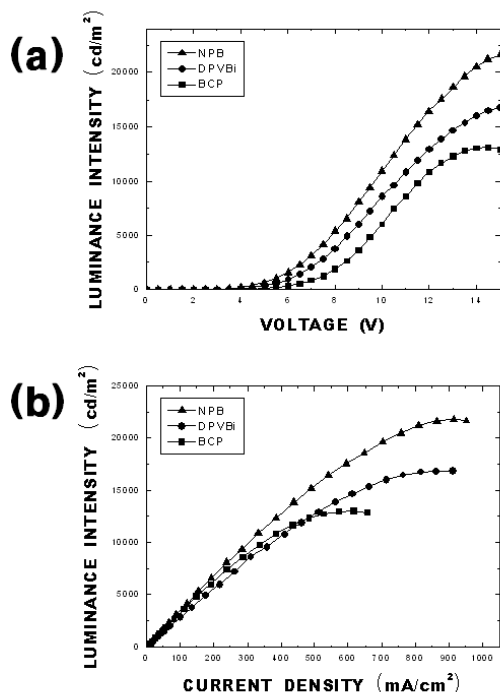 (a)
LUMINANCE INTENSITY (cd/m²)
20000
15000
10000
5000
0
NPB
DPVBi
BCP
0 2 4 6 8 10 12 14
VOLTAGE (V)
(b)
LUMINANCE INTENSITY (cd/m²)
25000
20000
15000
10000
5000
0
NPB
DPVBi
BCP
0 100 200 300 400 500 600 700 800 900 1000
CURRENT DENSITY (mA/cm²)